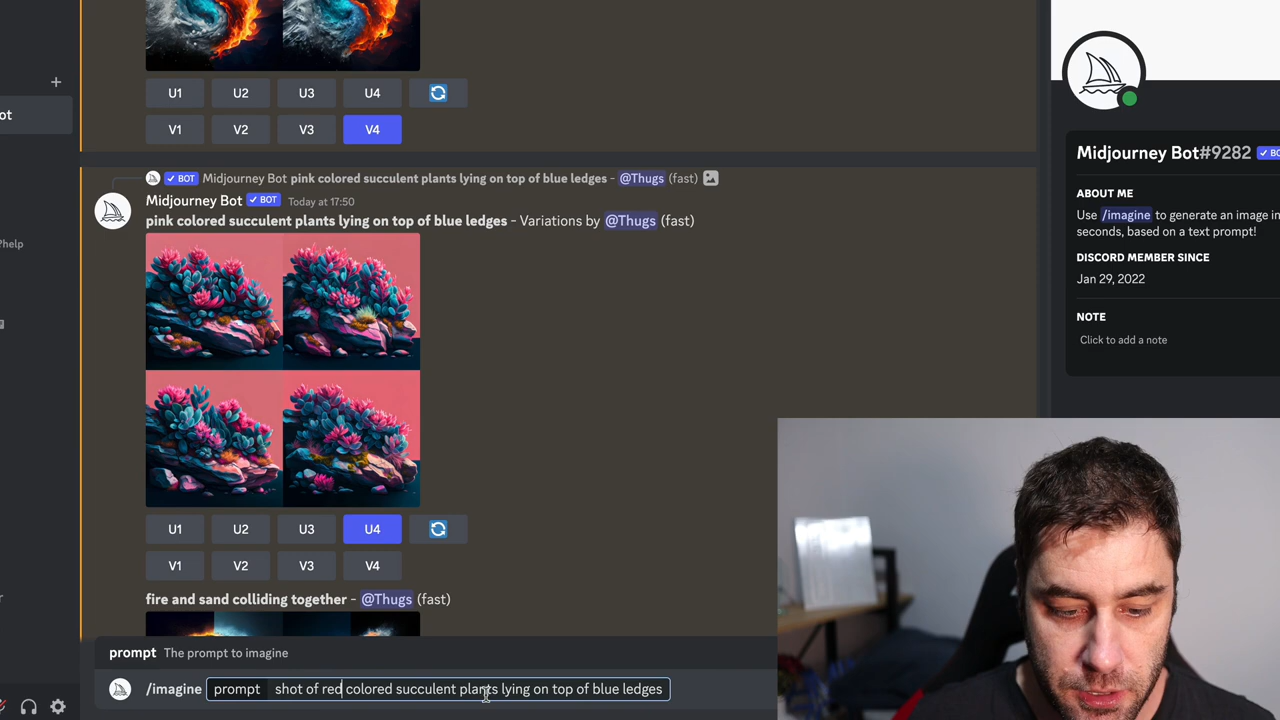 U1 U2 U3 U4
V1 V2 V3 V4
ot
?help
r
BOT Midjourney Bot pink colored succulent plants lying on top of blue ledges - @Thugs (fast)
Midjourney Bot BOT Today at 17:50
pink colored succulent plants lying on top of blue ledges - Variations by @Thugs (fast)
U1 U2 U3 U4
V1 V2 V3 V4
fire and sand colliding together - @Thugs (fast)
prompt The prompt to imagine
/imagine prompt shot of red colored succulent plants lying on top of blue ledges
Midjourney Bot#9282 BO
ABOUT ME
Use /imagine to generate an image in
seconds, based on a text prompt!
DISCORD MEMBER SINCE
Jan 29, 2022
NOTE
Click to add a note